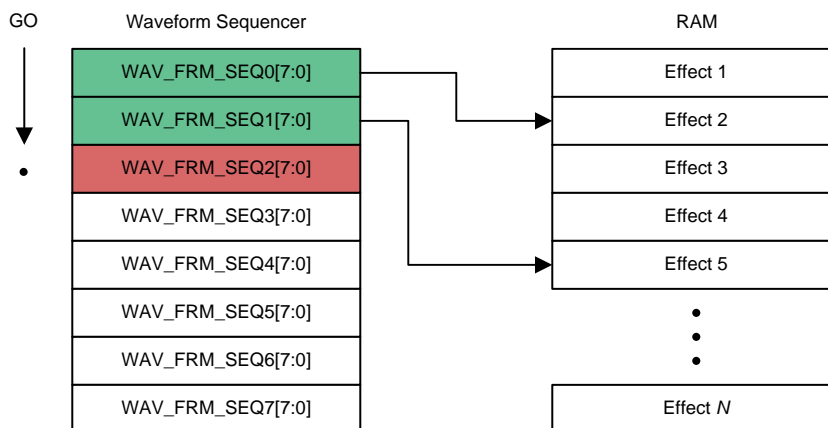 GO
Waveform Sequencer
RAM
WAV_FRM_SEQ0[7:0]
Effect 1
WAV_FRM_SEQ1[7:0]
Effect 2
WAV_FRM_SEQ2[7:0]
Effect 3
WAV_FRM_SEQ3[7:0]
Effect 4
WAV_FRM_SEQ4[7:0]
Effect 5
WAV_FRM_SEQ5[7:0]
WAV_FRM_SEQ6[7:0]
WAV_FRM_SEQ7[7:0]
Effect N